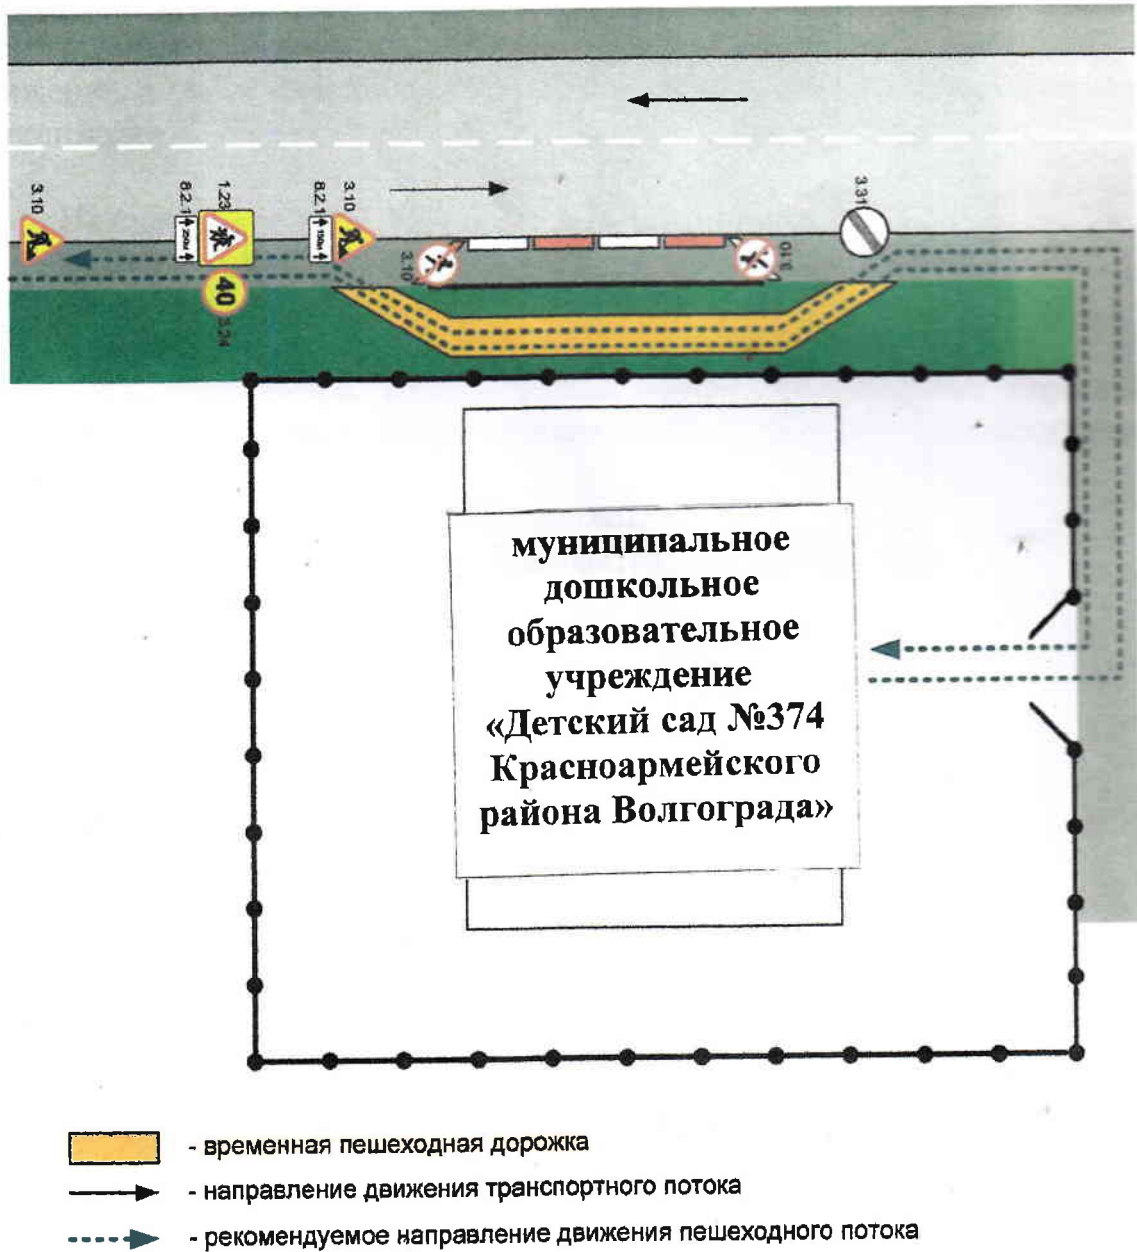 3.10
8.2.1
250м
1.23
40
3.24
8.2.1
150м
3.10
3.10
3.10
3.31
муниципальное
дошкольное
образовательное
учреждение
«Детский сад №374
Красноармейского
района Волгограда»
- временная пешеходная дорожка
- направление движения транспортного потока
- рекомендуемое направление движения пешеходного потока